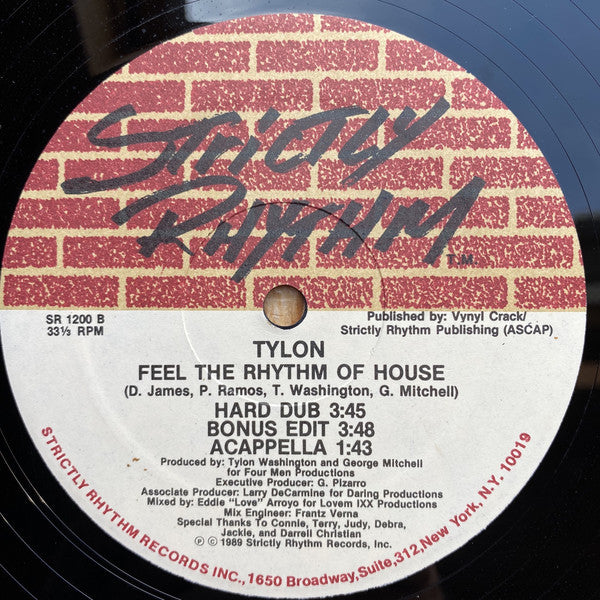 STRICTLY
RHYTHM T.M.
SR 1200 B
33⅓ RPM
Published by: Vynyl Crack/
Strictly Rhythm Publishing (ASCAP)
TYLON
FEEL THE RHYTHM OF HOUSE
(D. James, P. Ramos, T. Washington, G. Mitchell)
HARD DUB 3:45
BONUS EDIT 3:48
ACAPPELLA 1:43
Produced by: Tylon Washington and George Mitchell
for Four Men Productions
Executive Producer: G. Pizarro
Associate Producer: Larry DeCarmine for Daring Productions
Mixed by: Eddie "Love" Arroyo for Lovem IXX Productions
Mix Engineer: Frantz Verna
Special Thanks To Connie, Terry, Judy, Debra,
Jackie, and Darrell Christian
Ⓟ © 1989 Strictly Rhythm Records, Inc.
STRICTLY RHYTHM RECORDS INC., 1650 Broadway, Suite, 312, New York, N.Y. 10019